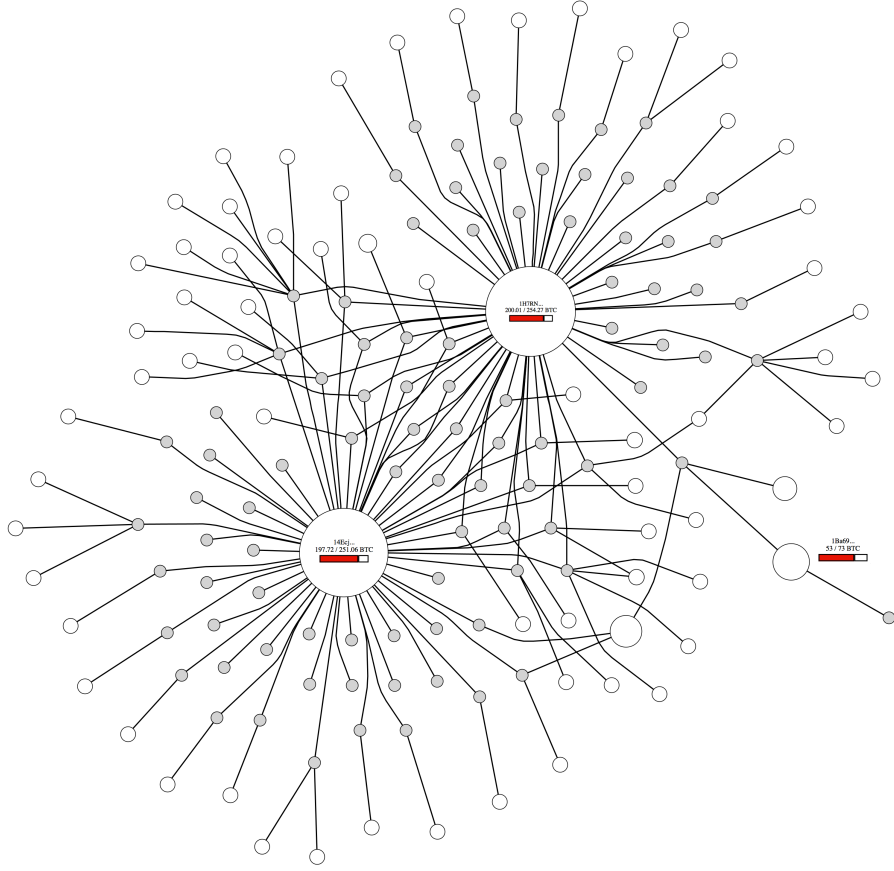 1H7RN...
200.01 / 254.27 BTC
14Ecj...
197.72 / 251.06 BTC
1Ba69...
53 / 73 BTC